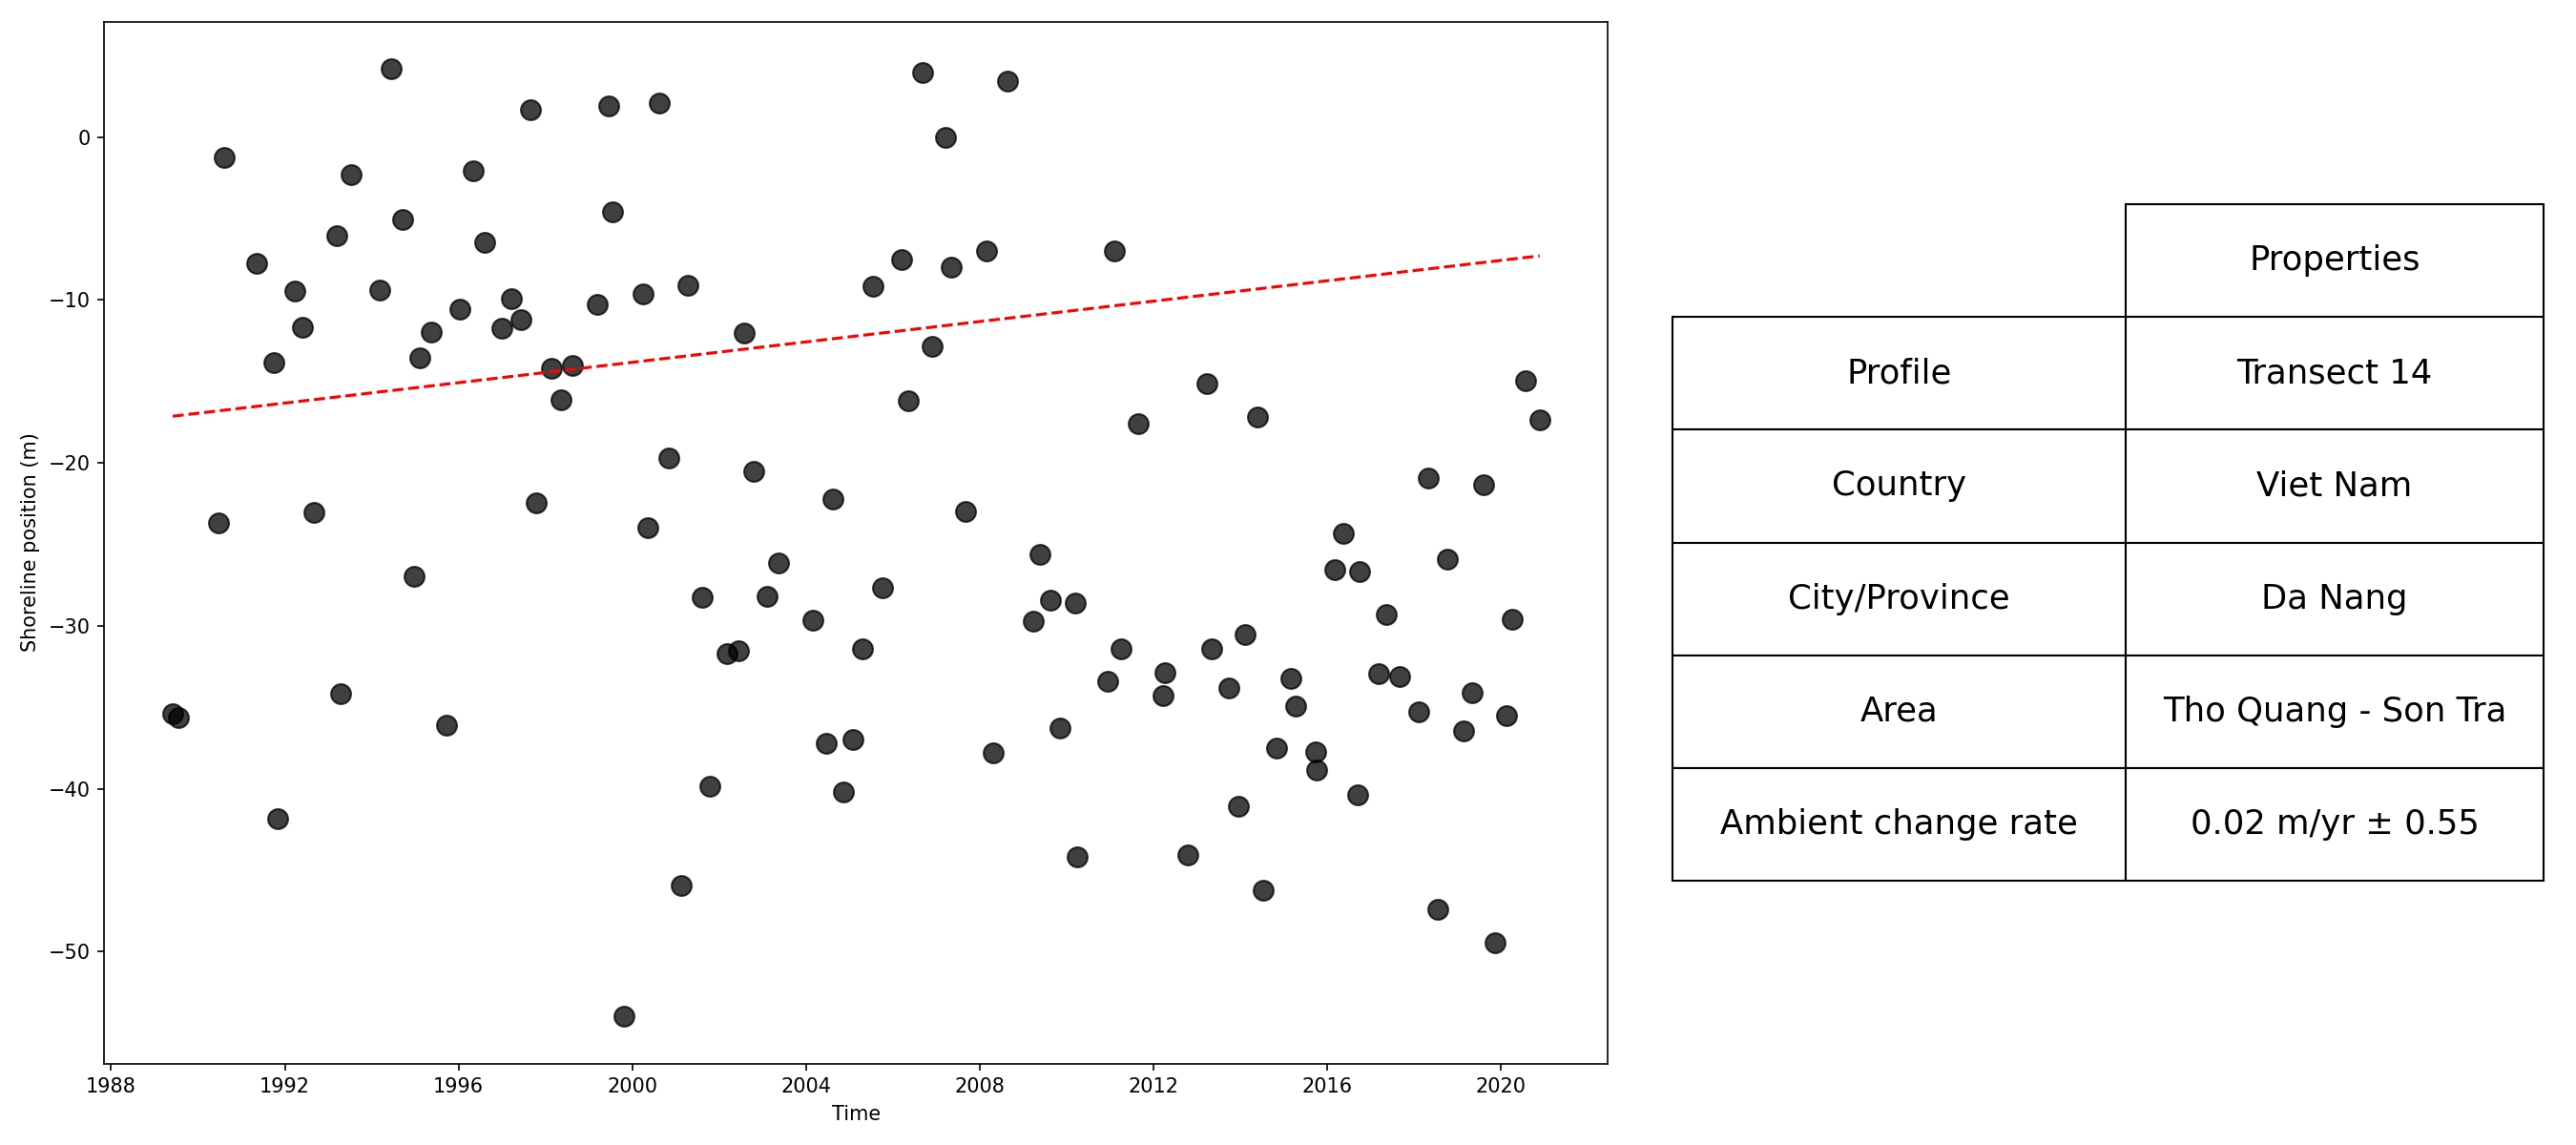 0
−10
−20
−30
−40
−50
Shoreline position (m)
1988 1992 1996 2000 2004 2008 2012 2016 2020
Time
Properties
Profile Transect 14
Country Viet Nam
City/Province Da Nang
Area Tho Quang - Son Tra
Ambient change rate 0.02 m/yr ± 0.55